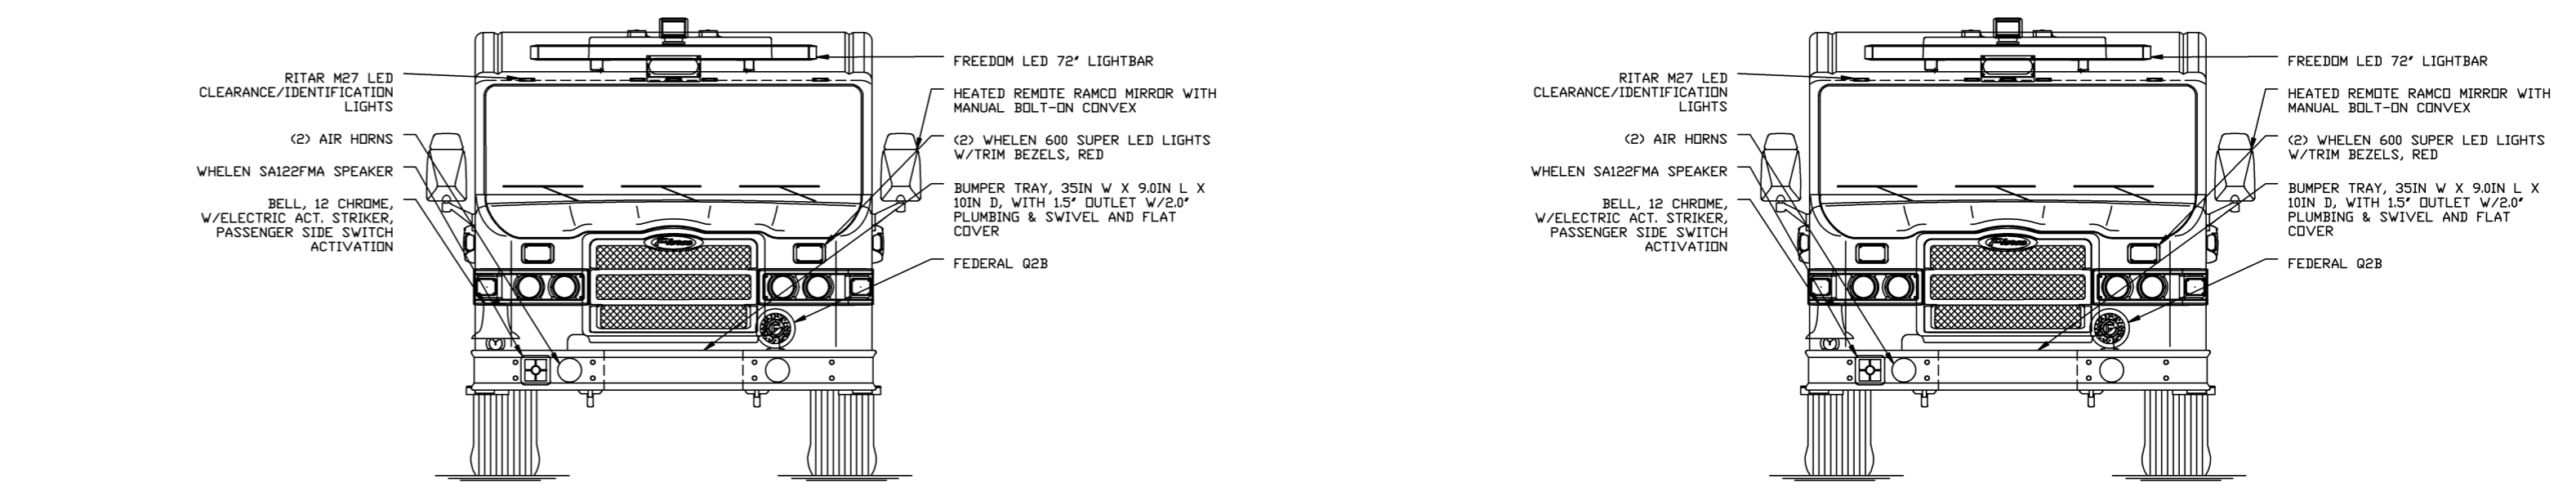 RITAR M27 LED
CLEARANCE/IDENTIFICATION
LIGHTS
(2) AIR HORNS
WHELEN SA122FMA SPEAKER
BELL, 12 CHROME,
W/ELECTRIC ACT. STRIKER,
PASSENGER SIDE SWITCH
ACTIVATION
Pierce
FREEDOM LED 72" LIGHTBAR
HEATED REMOTE RAMCO MIRROR WITH
MANUAL BOLT-ON CONVEX
(2) WHELEN 600 SUPER LED LIGHTS
W/TRIM BEZELS, RED
BUMPER TRAY, 35IN W X 9.0IN L X
10IN D, WITH 1.5" OUTLET W/2.0"
PLUMBING & SWIVEL AND FLAT
COVER
FEDERAL Q2B
RITAR M27 LED
CLEARANCE/IDENTIFICATION
LIGHTS
(2) AIR HORNS
WHELEN SA122FMA SPEAKER
BELL, 12 CHROME,
W/ELECTRIC ACT. STRIKER,
PASSENGER SIDE SWITCH
ACTIVATION
Pierce
FREEDOM LED 72" LIGHTBAR
HEATED REMOTE RAMCO MIRROR WITH
MANUAL BOLT-ON CONVEX
(2) WHELEN 600 SUPER LED LIGHTS
W/TRIM BEZELS, RED
BUMPER TRAY, 35IN W X 9.0IN L X
10IN D, WITH 1.5" OUTLET W/2.0"
PLUMBING & SWIVEL AND FLAT
COVER
FEDERAL Q2B